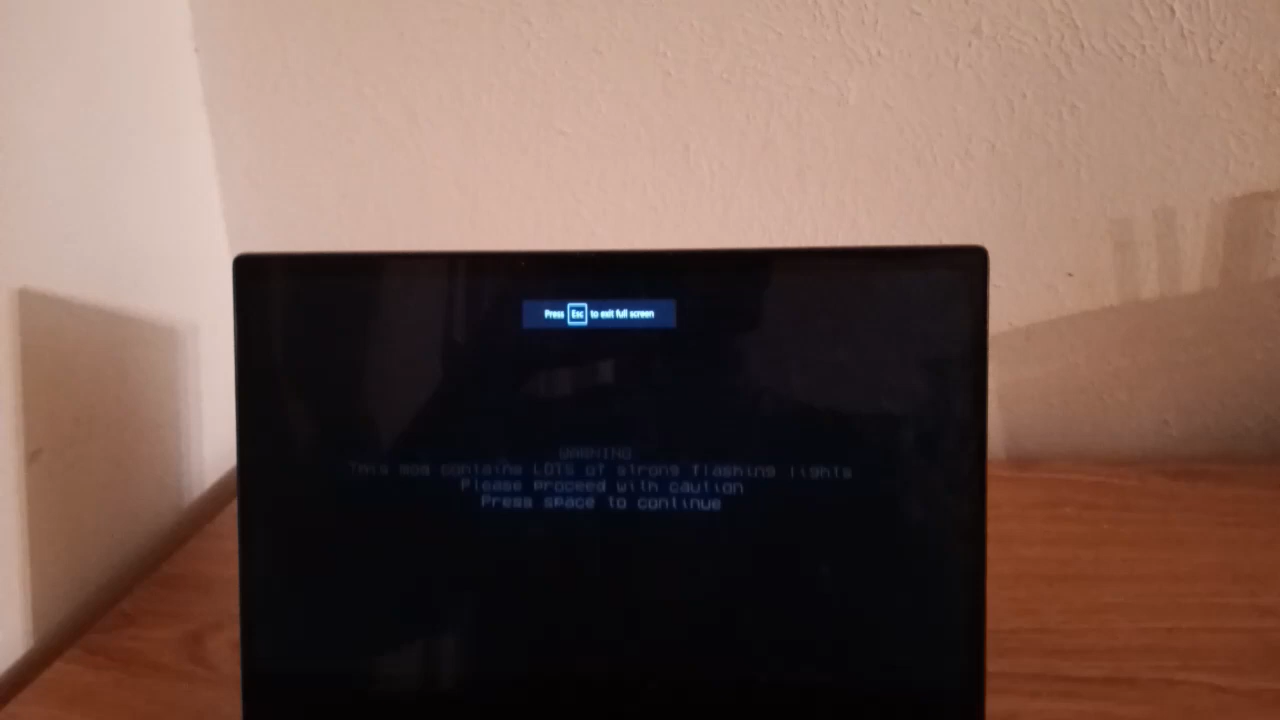 Press Esc to exit full screen
WARNING
This mod contains LOTS of strong flashing lights
Please proceed with caution
Press space to continue